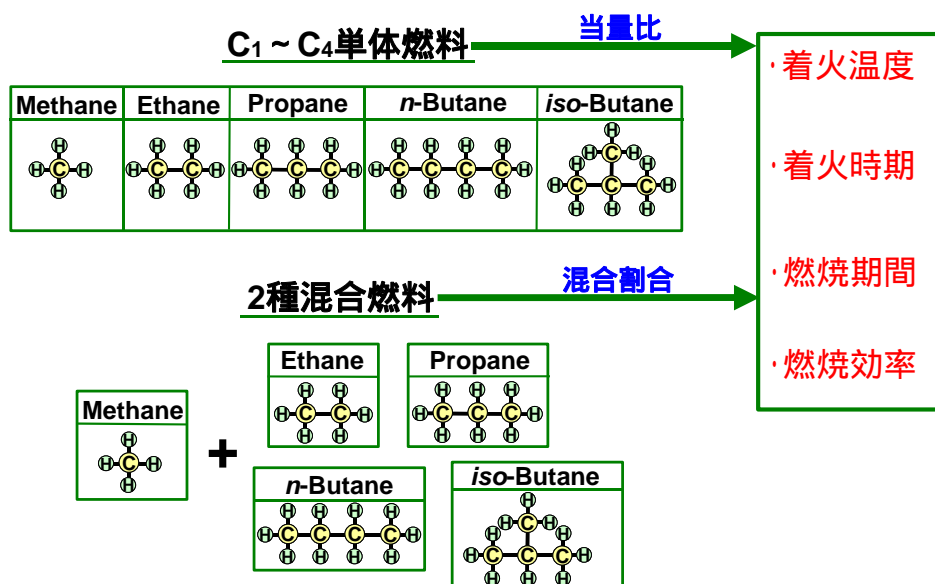 C1 ~ C4単体燃料
当量比
Methane
Ethane
Propane
n-Butane
iso-Butane
H
H C H
H
H H
H C C H
H H
H H H
H C C C H
H H H
H H H H
H C C C C H
H H H H
H
H C H
H H
H C C C H
H H H
2種混合燃料
混合割合
Methane
H
H C H
H
+
Ethane
H H
H C C H
H H
Propane
H H H
H C C C H
H H H
n-Butane
H H H H
H C C C C H
H H H H
iso-Butane
H
H C H
H H
H C C C H
H H H
・着火温度
・着火時期
・燃焼期間
・燃焼効率